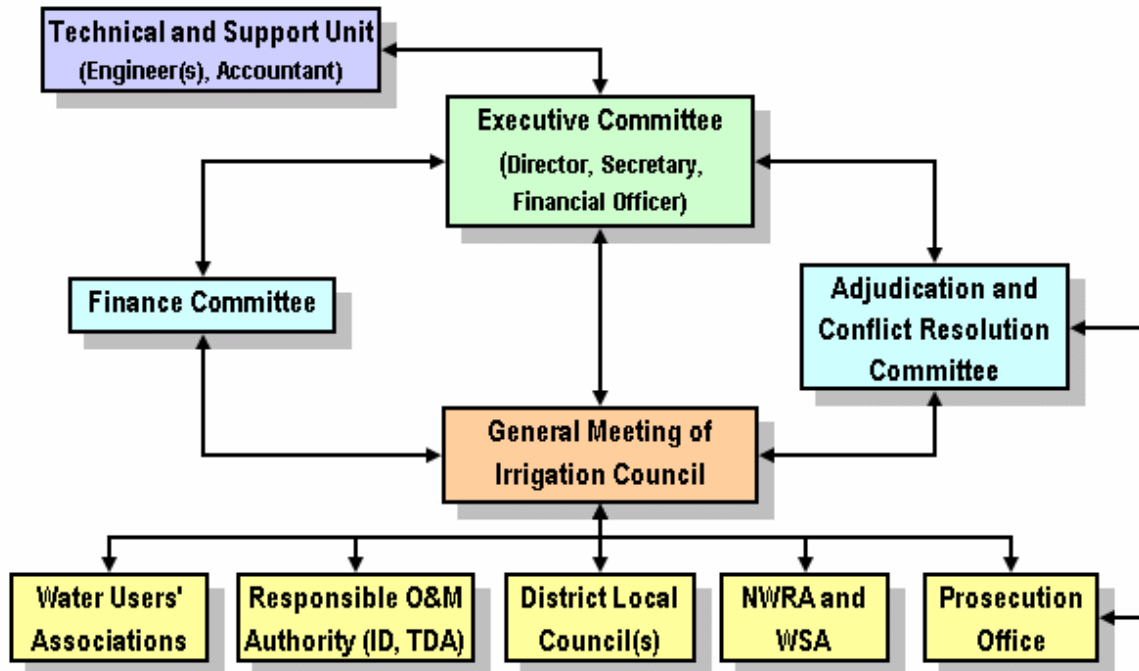 Technical and Support Unit
(Engineer(s), Accountant)
Executive Committee
(Director, Secretary,
Financial Officer)
Finance Committee
Adjudication and
Conflict Resolution
Committee
General Meeting of
Irrigation Council
Water Users'
Associations
Responsible O&M
Authority (ID, TDA)
District Local
Council(s)
NWRA and
WSA
Prosecution
Office